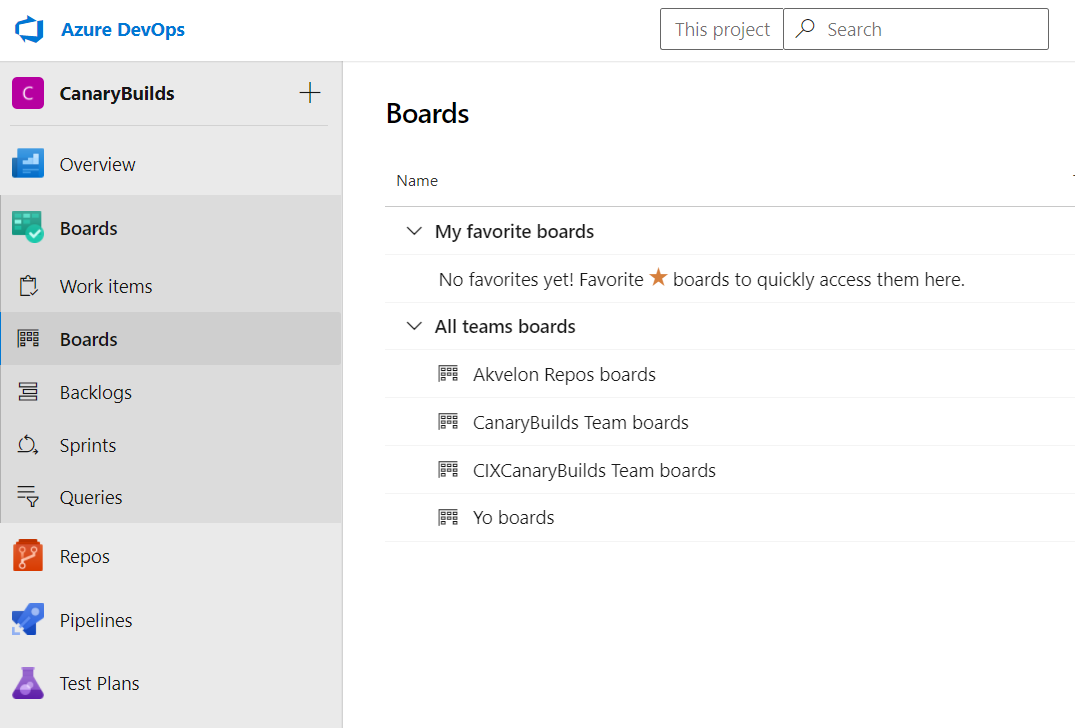 Azure DevOps
This project
Search
C
CanaryBuilds
Overview
Boards
Work items
Boards
Backlogs
Sprints
Queries
Repos
Pipelines
Test Plans
Boards
Name
My favorite boards
No favorites yet! Favorite ★ boards to quickly access them here.
All teams boards
Akvelon Repos boards
CanaryBuilds Team boards
CIXCanaryBuilds Team boards
Yo boards